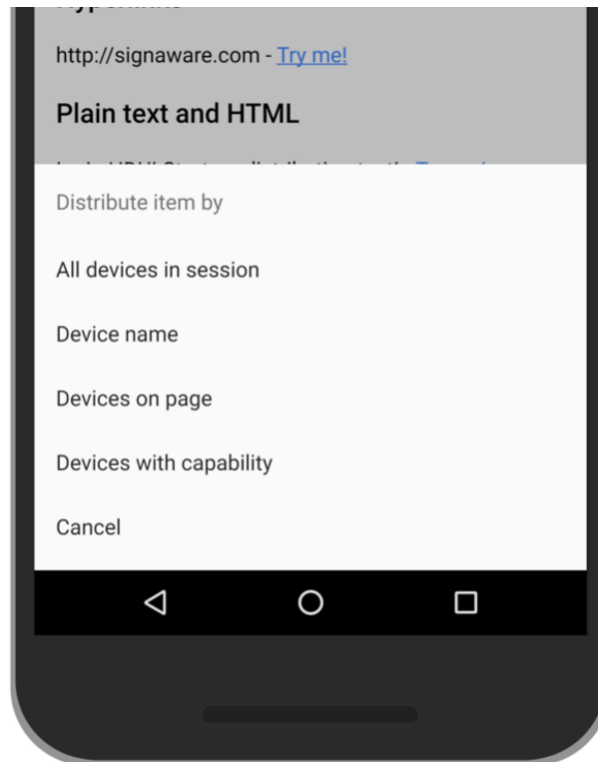 http://signaware.com - Try me!
Plain text and HTML
Distribute item by
All devices in session
Device name
Devices on page
Devices with capability
Cancel